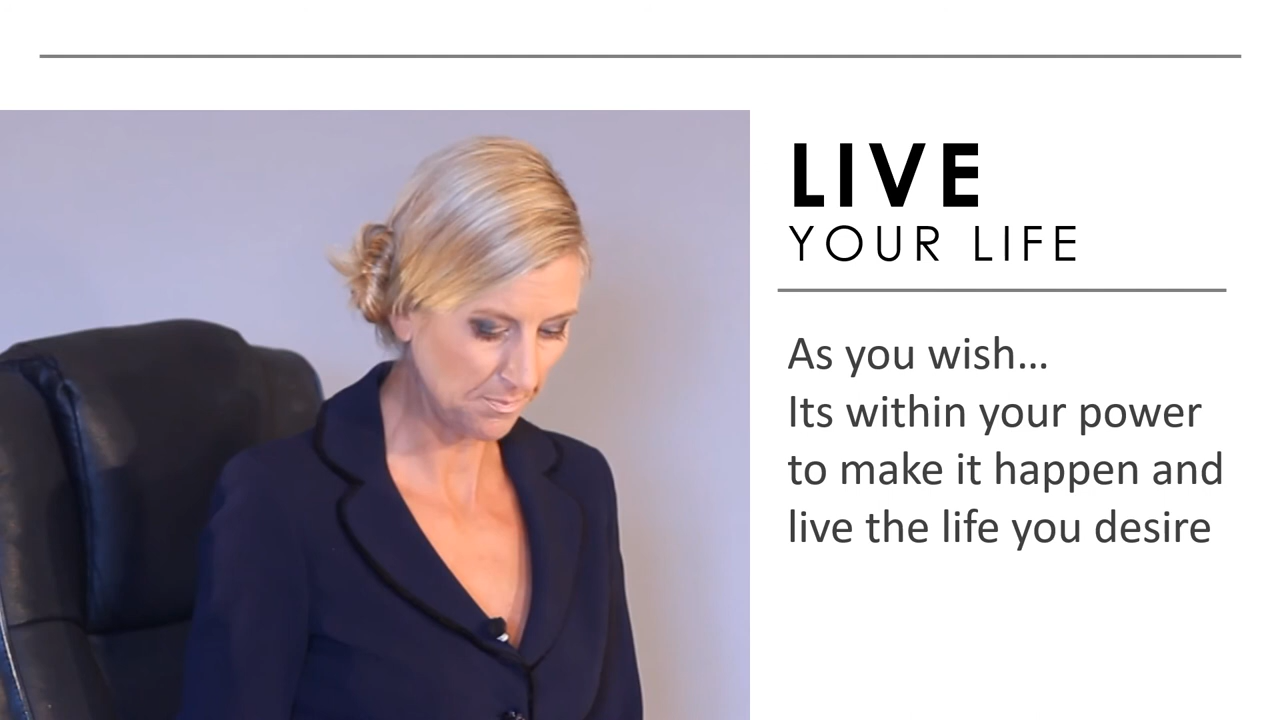 LIVE
YOUR LIFE
As you wish…
Its within your power
to make it happen and
live the life you desire